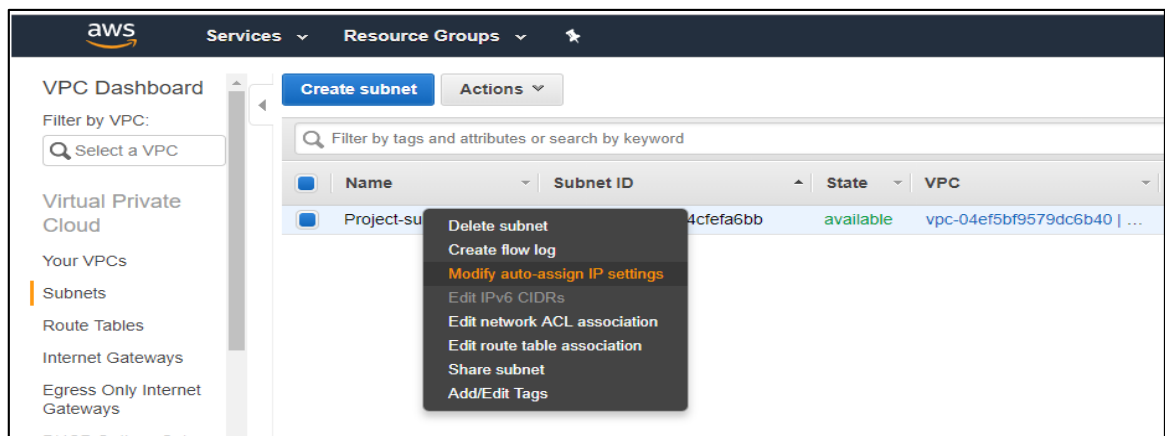 aws Services Resource Groups
VPC Dashboard
Filter by VPC:
Select a VPC
Virtual Private
Cloud
Your VPCs
Subnets
Route Tables
Internet Gateways
Egress Only Internet
Gateways
Create subnet Actions
Filter by tags and attributes or search by keyword
Name Subnet ID State VPC
Project-su 4cfefa6bb available vpc-04ef5bf9579dc6b40 | ...
Delete subnet
Create flow log
Modify auto-assign IP settings
Edit IPv6 CIDRs
Edit network ACL association
Edit route table association
Share subnet
Add/Edit Tags